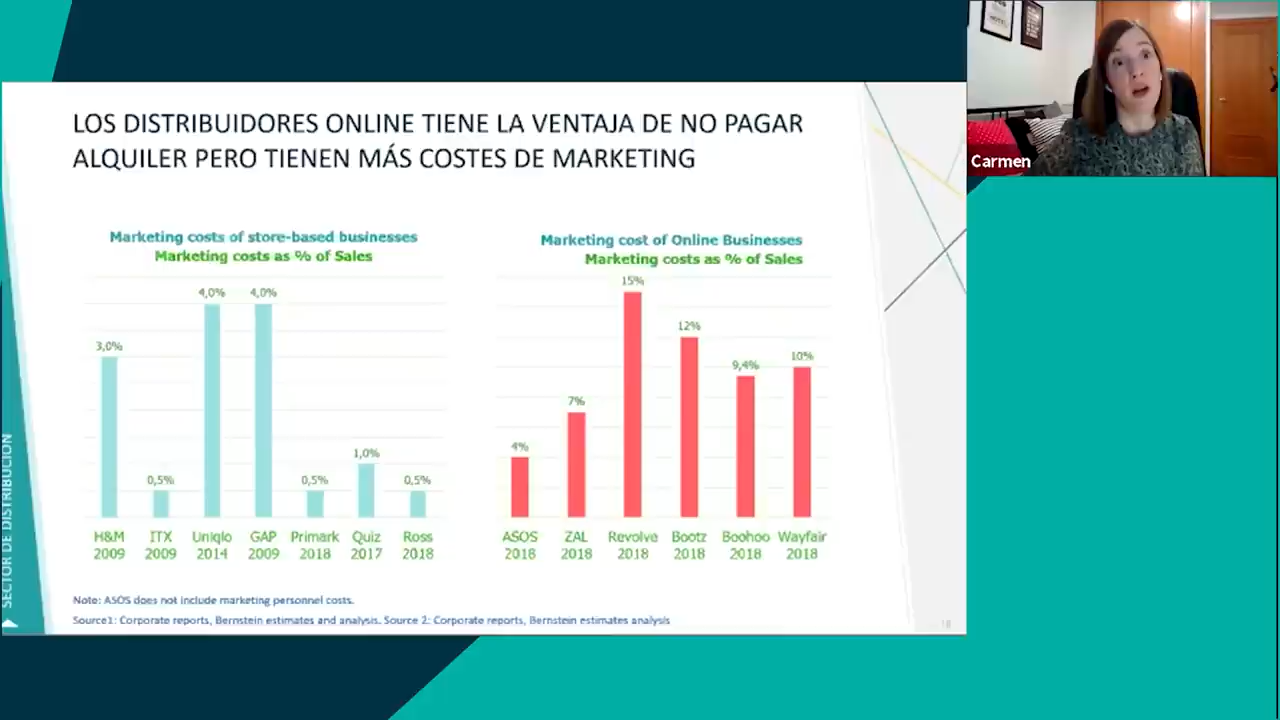 LOS DISTRIBUIDORES ONLINE TIENE LA VENTAJA DE NO PAGAR
ALQUILER PERO TIENEN MÁS COSTES DE MARKETING
Marketing costs of store-based businesses
Marketing costs as % of Sales
3,0%
0,5%
4,0%
4,0%
0,5%
1,0%
0,5%
H&M ITX Uniqlo GAP Primark Quiz Ross
2009 2009 2014 2009 2018 2017 2018
Marketing cost of Online Businesses
Marketing costs as % of Sales
4%
7%
15%
12%
9,4%
10%
ASOS ZAL Revolve Bootz Boohoo Wayfair
2018 2018 2018 2018 2018 2018
Note: ASOS does not include marketing personnel costs.
Source1: Corporate reports, Bernstein estimates and analysis. Source 2: Corporate reports, Bernstein estimates analysis
SECTOR DE DISTRIBUCIÓN
18
Carmen